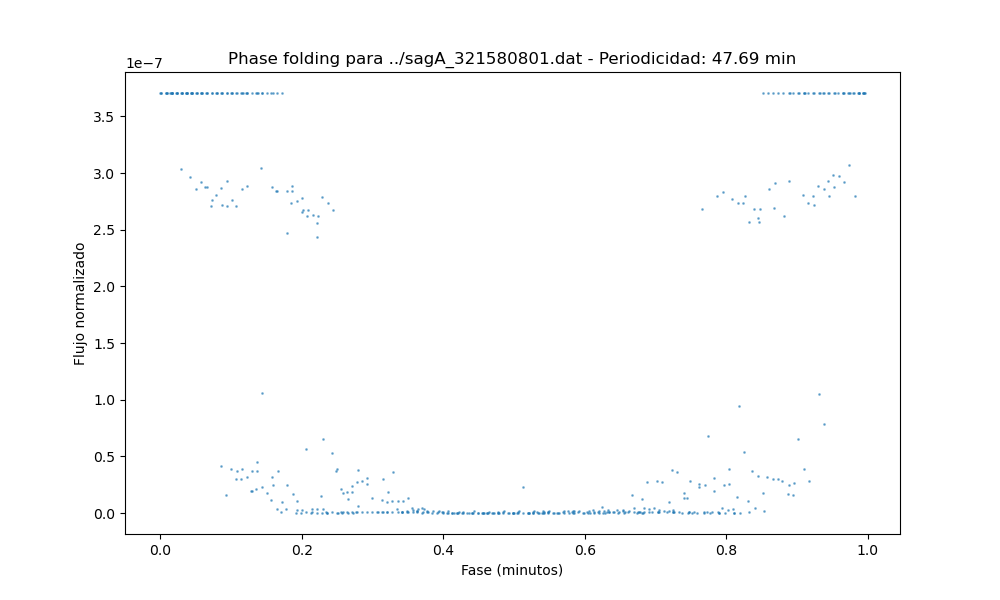 Phase folding para ../sagA_321580801.dat - Periodicidad: 47.69 min
1e−7
Flujo normalizado
3.5
3.0
2.5
2.0
1.5
1.0
0.5
0.0
0.0 0.2 0.4 0.6 0.8 1.0
Fase (minutos)